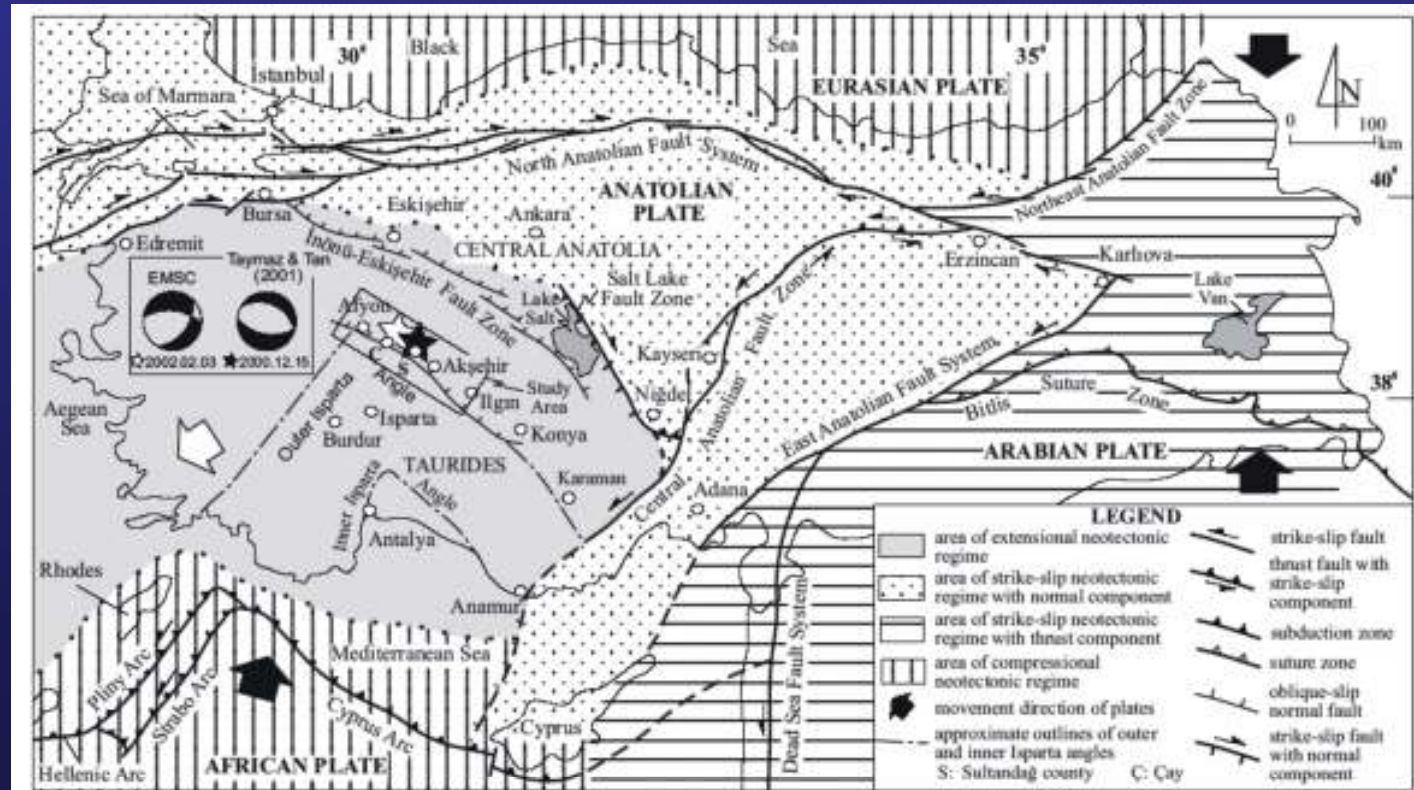 30°
Black
Sea
35°
EURASIAN PLATE
N
0 100
km
İstanbul
Sea of Marmara
North Anatolian Fault System
Northeast Anatolian Fault Zone
40°
ANATOLIAN
PLATE
Bursa
Eskişehir
Ankara
Edremit
CENTRAL ANATOLIA
İnönü-Eskişehir Fault Zone
Erzincan
Karlıova
Lake
Van
EMSC
Taymaz & Tan
(2001)
2002.02.03
2000.12.15
Afyon
Lake
Salt
Salt Lake
Fault Zone
Kayseri
Ç
S
Akşehir
Study
Area
Ilgın
Niğde
38°
Aegean
Sea
Outer Isparta
Angle
Isparta
Burdur
Konya
Central Anatolian Fault Zone
East Anatolian Fault System
Bitlis Suture Zone
ARABIAN PLATE
TAURIDES
Karaman
Adana
Inner Isparta
Angle
Antalya
Rhodes
Anamur
Mediterranean Sea
Pliny Arc
Strabo Arc
Cyprus Arc
Cyprus
Dead Sea Fault System
Hellenic Arc
AFRICAN PLATE
LEGEND
area of extensional neotectonic
regime
area of strike-slip neotectonic
regime with normal component
area of strike-slip neotectonic
regime with thrust component
area of compressional
neotectonic regime
movement direction of plates
approximate outlines of outer
and inner Isparta angles
S: Sultandağ county Ç: Çay
strike-slip fault
thrust fault with
strike-slip
component
subduction zone
suture zone
oblique-slip
normal fault
strike-slip fault
with normal
component